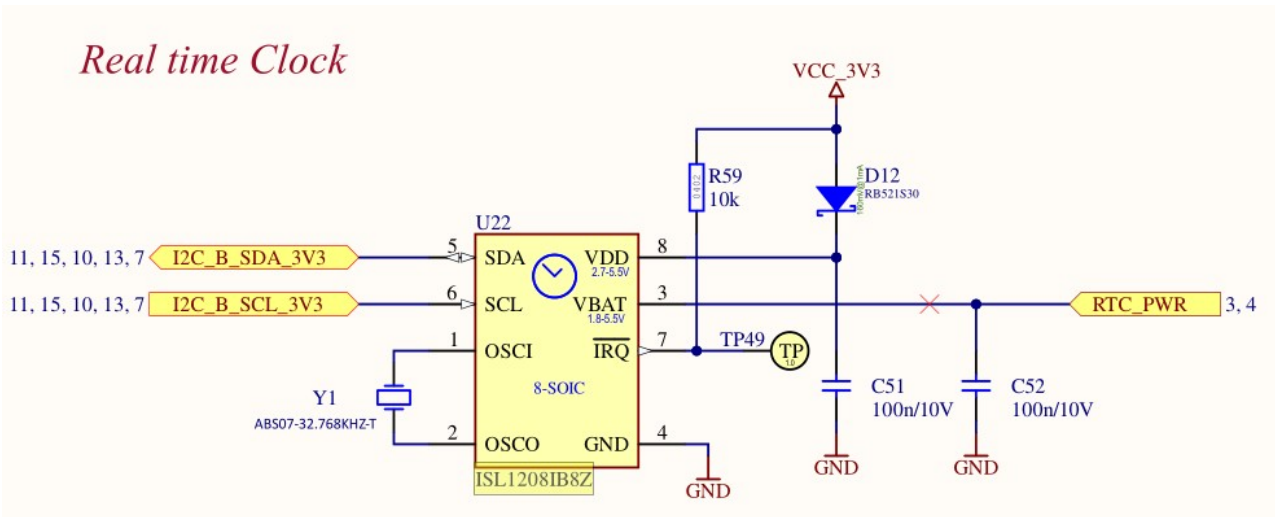 Real time Clock
VCC_3V3
R59
10k
0402
D12
RB521S30
U22
11, 15, 10, 13, 7
I2C_B_SDA_3V3
5
SDA
VDD
2.7-5.5V
8
11, 15, 10, 13, 7
I2C_B_SCL_3V3
6
SCL
VBAT
1.8-5.5V
3
RTC_PWR
3, 4
1
OSCI
IRQ
7
TP49
TP
1.0
8-SOIC
Y1
ABS07-32.768KHZ-T
C51
100n/10V
C52
100n/10V
2
OSCO
GND
4
ISL1208IB8Z
GND
GND
GND